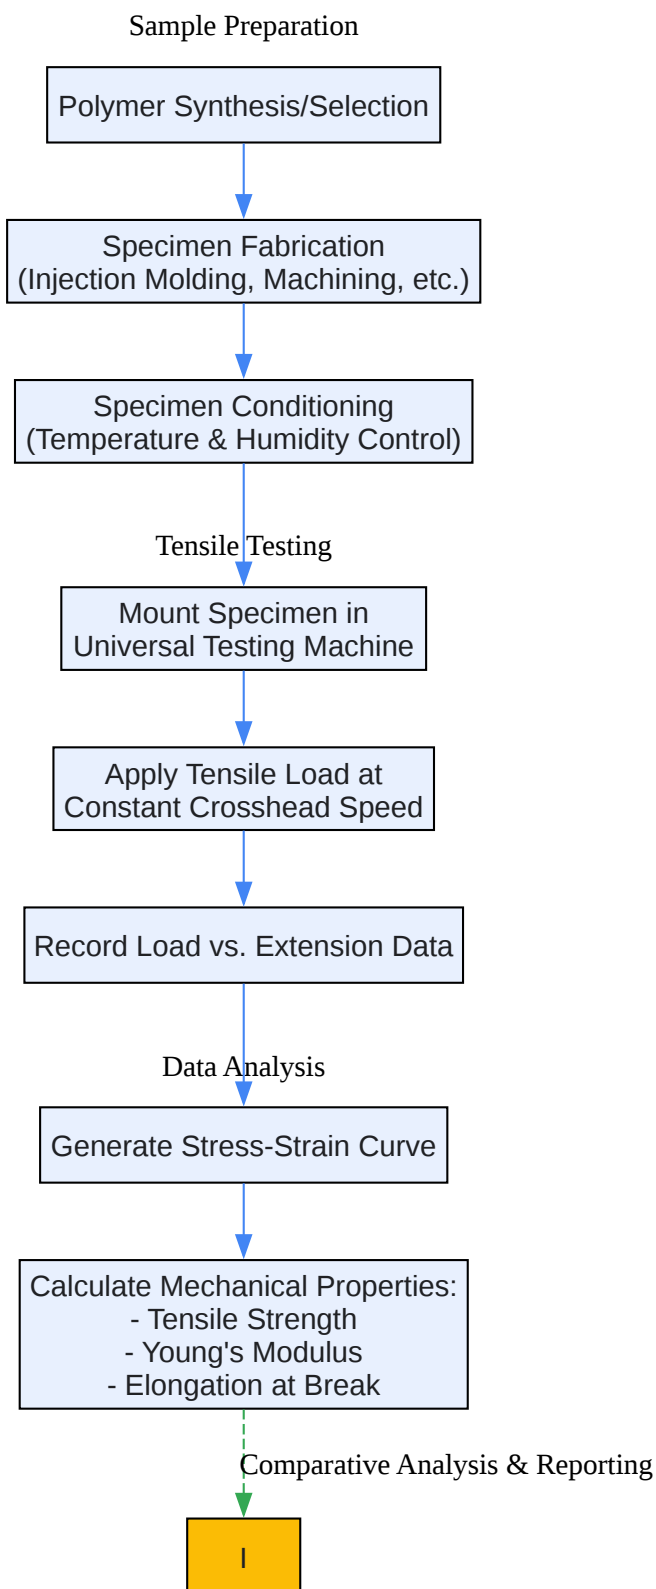 Sample Preparation
Polymer Synthesis/Selection
Specimen Fabrication
(Injection Molding, Machining, etc.)
Specimen Conditioning
(Temperature & Humidity Control)
Tensile Testing
Mount Specimen in
Universal Testing Machine
Apply Tensile Load at
Constant Crosshead Speed
Record Load vs. Extension Data
Data Analysis
Generate Stress-Strain Curve
Calculate Mechanical Properties:
- Tensile Strength
- Young's Modulus
- Elongation at Break
Comparative Analysis & Reporting
I